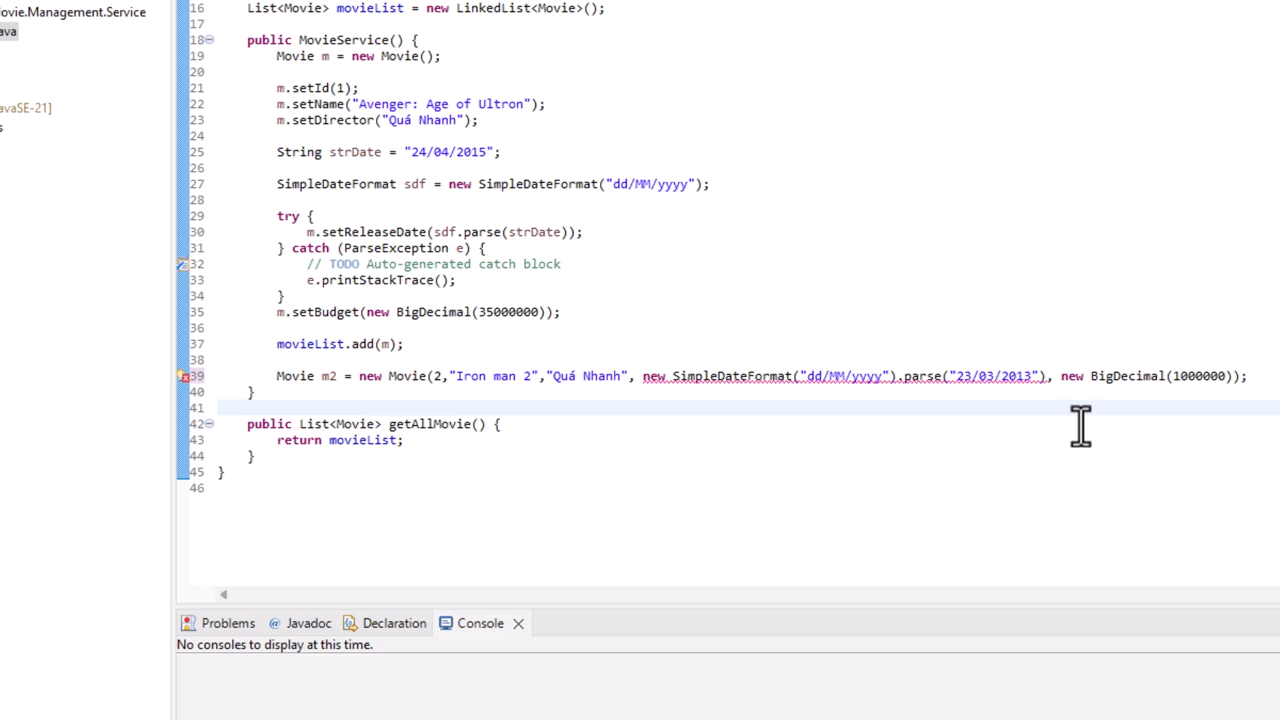 ovie.Management.Service
ava
avaSE-21]
s
16 List<Movie> movieList = new LinkedList<Movie>();
17
18 public MovieService() {
19 Movie m = new Movie();
20
21 m.setId(1);
22 m.setName("Avenger: Age of Ultron");
23 m.setDirector("Quá Nhanh");
24
25 String strDate = "24/04/2015";
26
27 SimpleDateFormat sdf = new SimpleDateFormat("dd/MM/yyyy");
28
29 try {
30 m.setReleaseDate(sdf.parse(strDate));
31 } catch (ParseException e) {
32 // TODO Auto-generated catch block
33 e.printStackTrace();
34 }
35 m.setBudget(new BigDecimal(35000000));
36
37 movieList.add(m);
38
39 Movie m2 = new Movie(2,"Iron man 2","Quá Nhanh", new SimpleDateFormat("dd/MM/yyyy").parse("23/03/2013"), new BigDecimal(1000000));
40 }
41
42 public List<Movie> getAllMovie() {
43 return movieList;
44 }
45 }
46
Problems @ Javadoc Declaration Console
No consoles to display at this time.